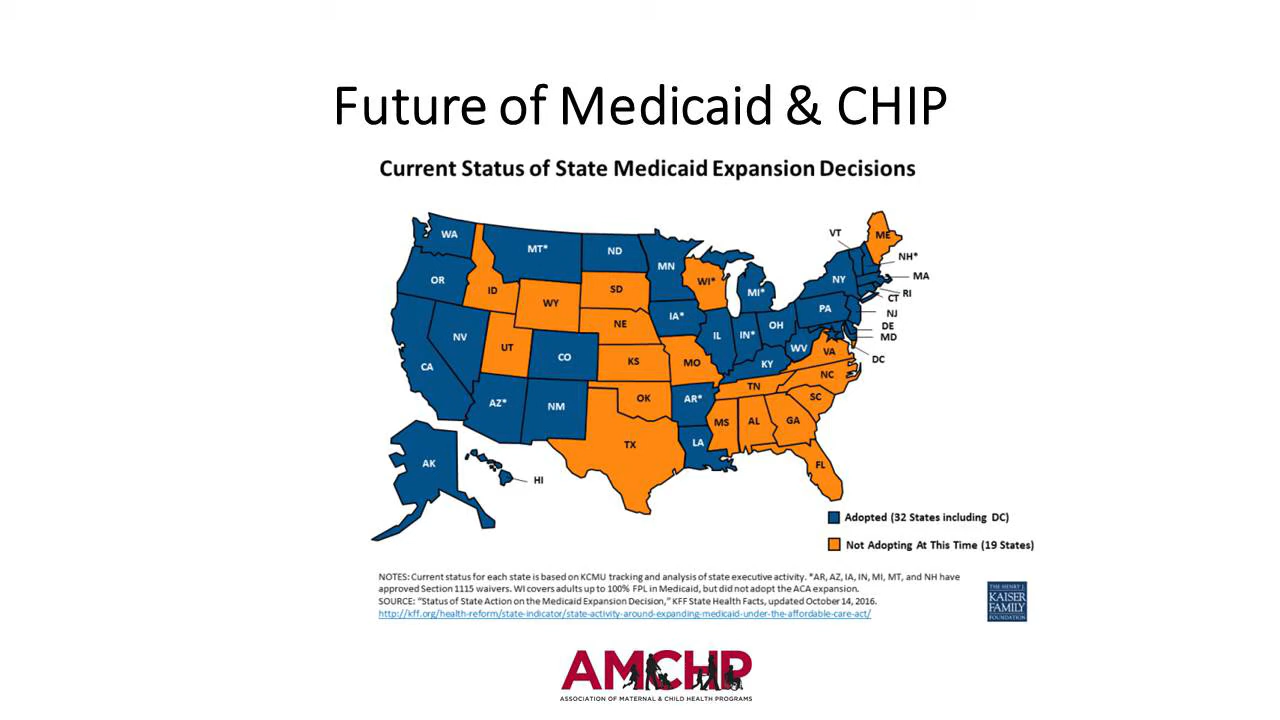 Future of Medicaid & CHIP
Current Status of State Medicaid Expansion Decisions
WA
MT*
ND
MN
VT
ME
NH*
MA
OR
ID
WY
SD
WI*
MI*
NY
RI
CT
NJ
PA
DE
MD
DC
NV
UT
CO
NE
IA*
IL
IN*
OH
WV
VA
CA
KS
MO
KY
NC
AZ*
NM
OK
AR*
TN
SC
TX
LA
MS
AL
GA
FL
AK
HI
Adopted (32 States including DC)
Not Adopting At This Time (19 States)
NOTES: Current status for each state is based on KCMU tracking and analysis of state executive activity. *AR, AZ, IA, IN, MI, MT, and NH have
approved Section 1115 waivers. WI covers adults up to 100% FPL in Medicaid, but did not adopt the ACA expansion.
SOURCE: “Status of State Action on the Medicaid Expansion Decision,” KFF State Health Facts, updated October 14, 2016.
http://kff.org/health-reform/state-indicator/state-activity-around-expanding-medicaid-under-the-affordable-care-act/
THE HENRY J.
KAISER
FAMILY
FOUNDATION
AMCHP
ASSOCIATION OF MATERNAL & CHILD HEALTH PROGRAMS